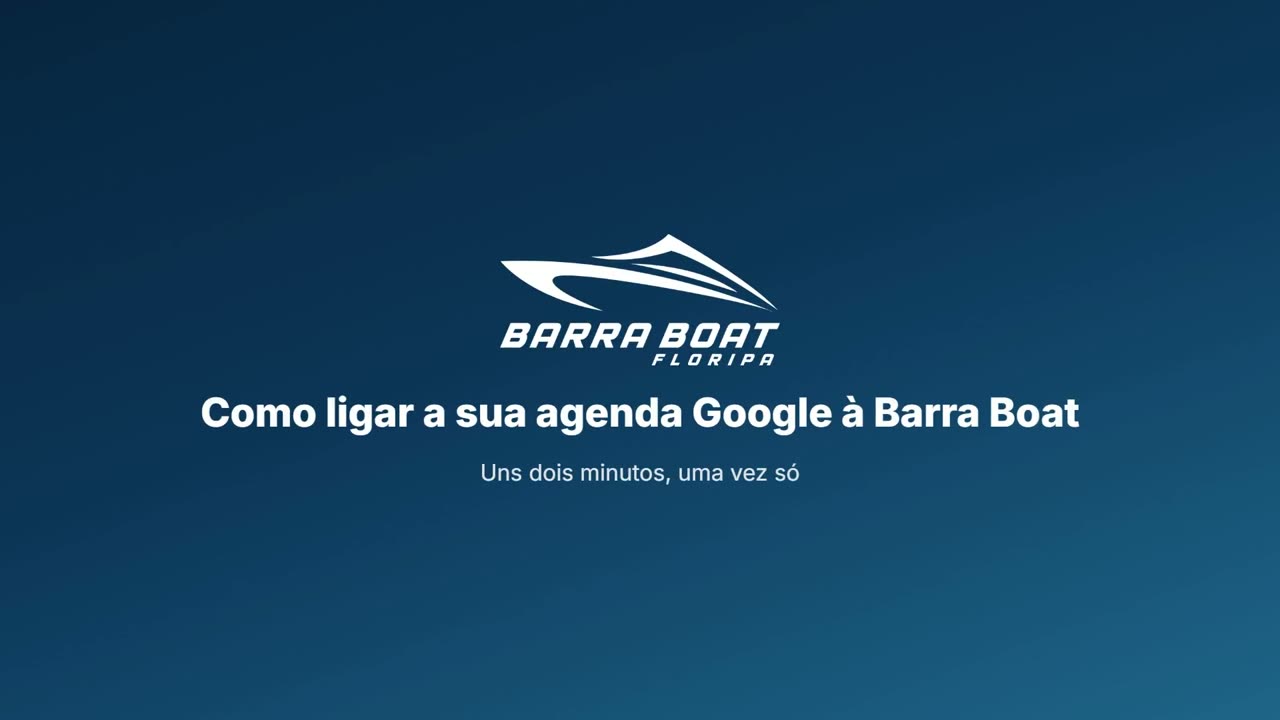 BARRA BOAT
FLORIPA
Como ligar a sua agenda Google à Barra Boat
Uns dois minutos, uma vez só